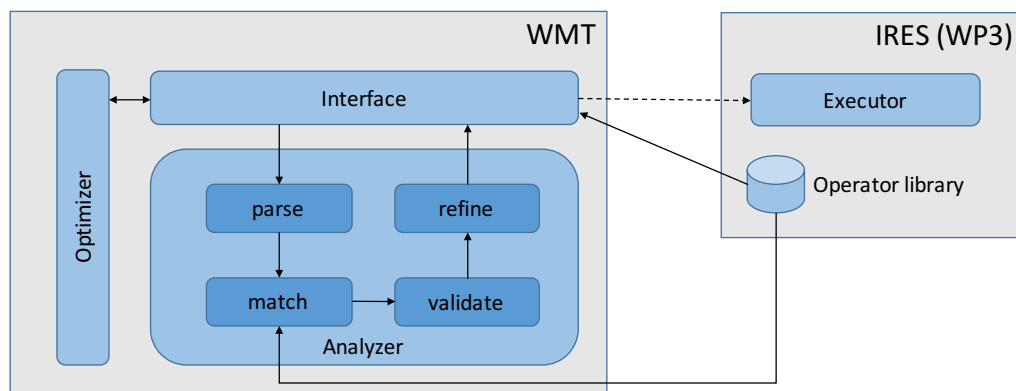 WMT
IRES (WP3)
Interface
Executor
Optimizer
parse
refine
Operator library
match
validate
Analyzer